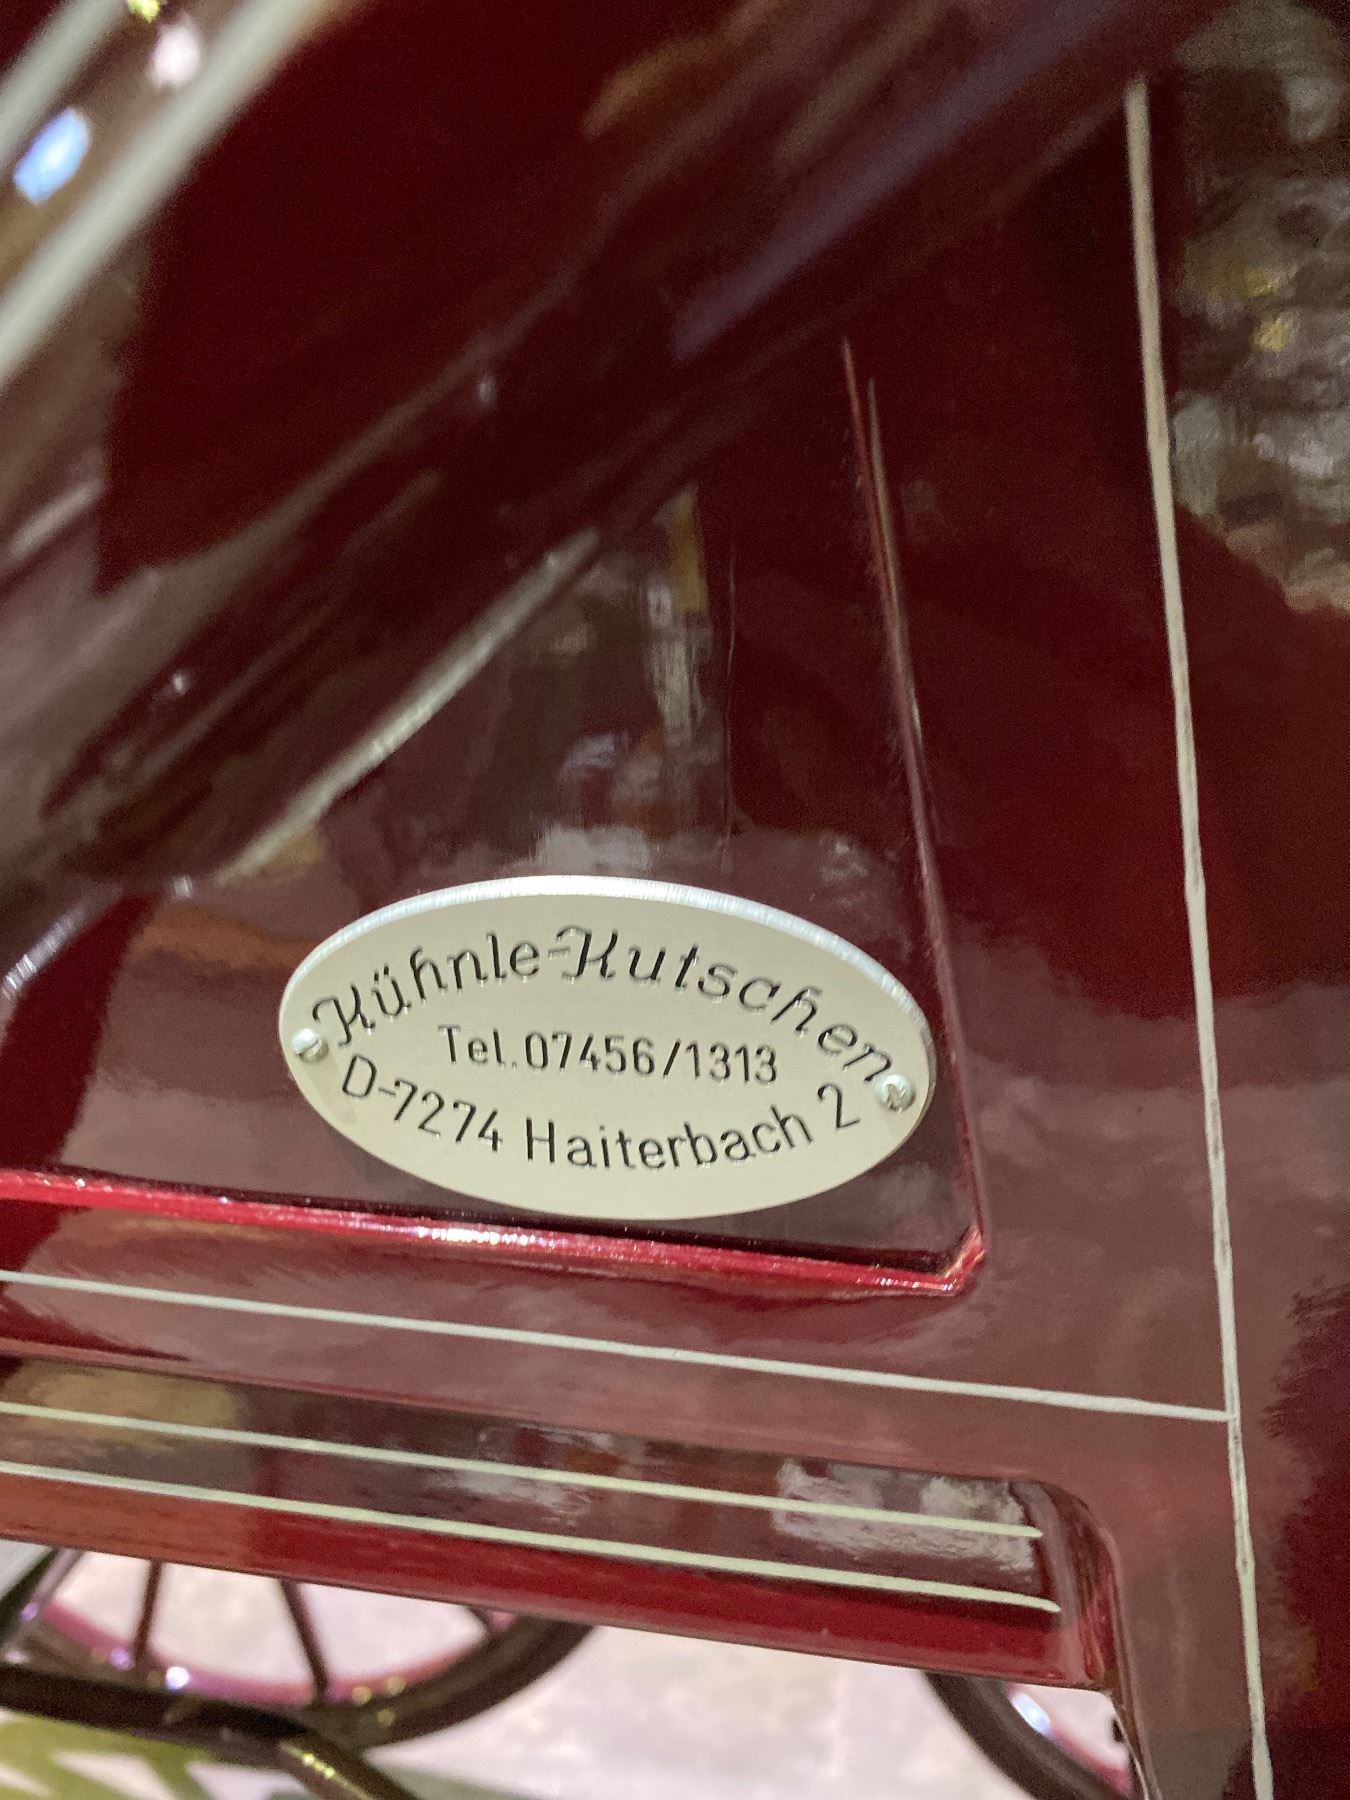 Kühnle-Kutschen
Tel. 07456/1313
D-7274 Haiterbach 2